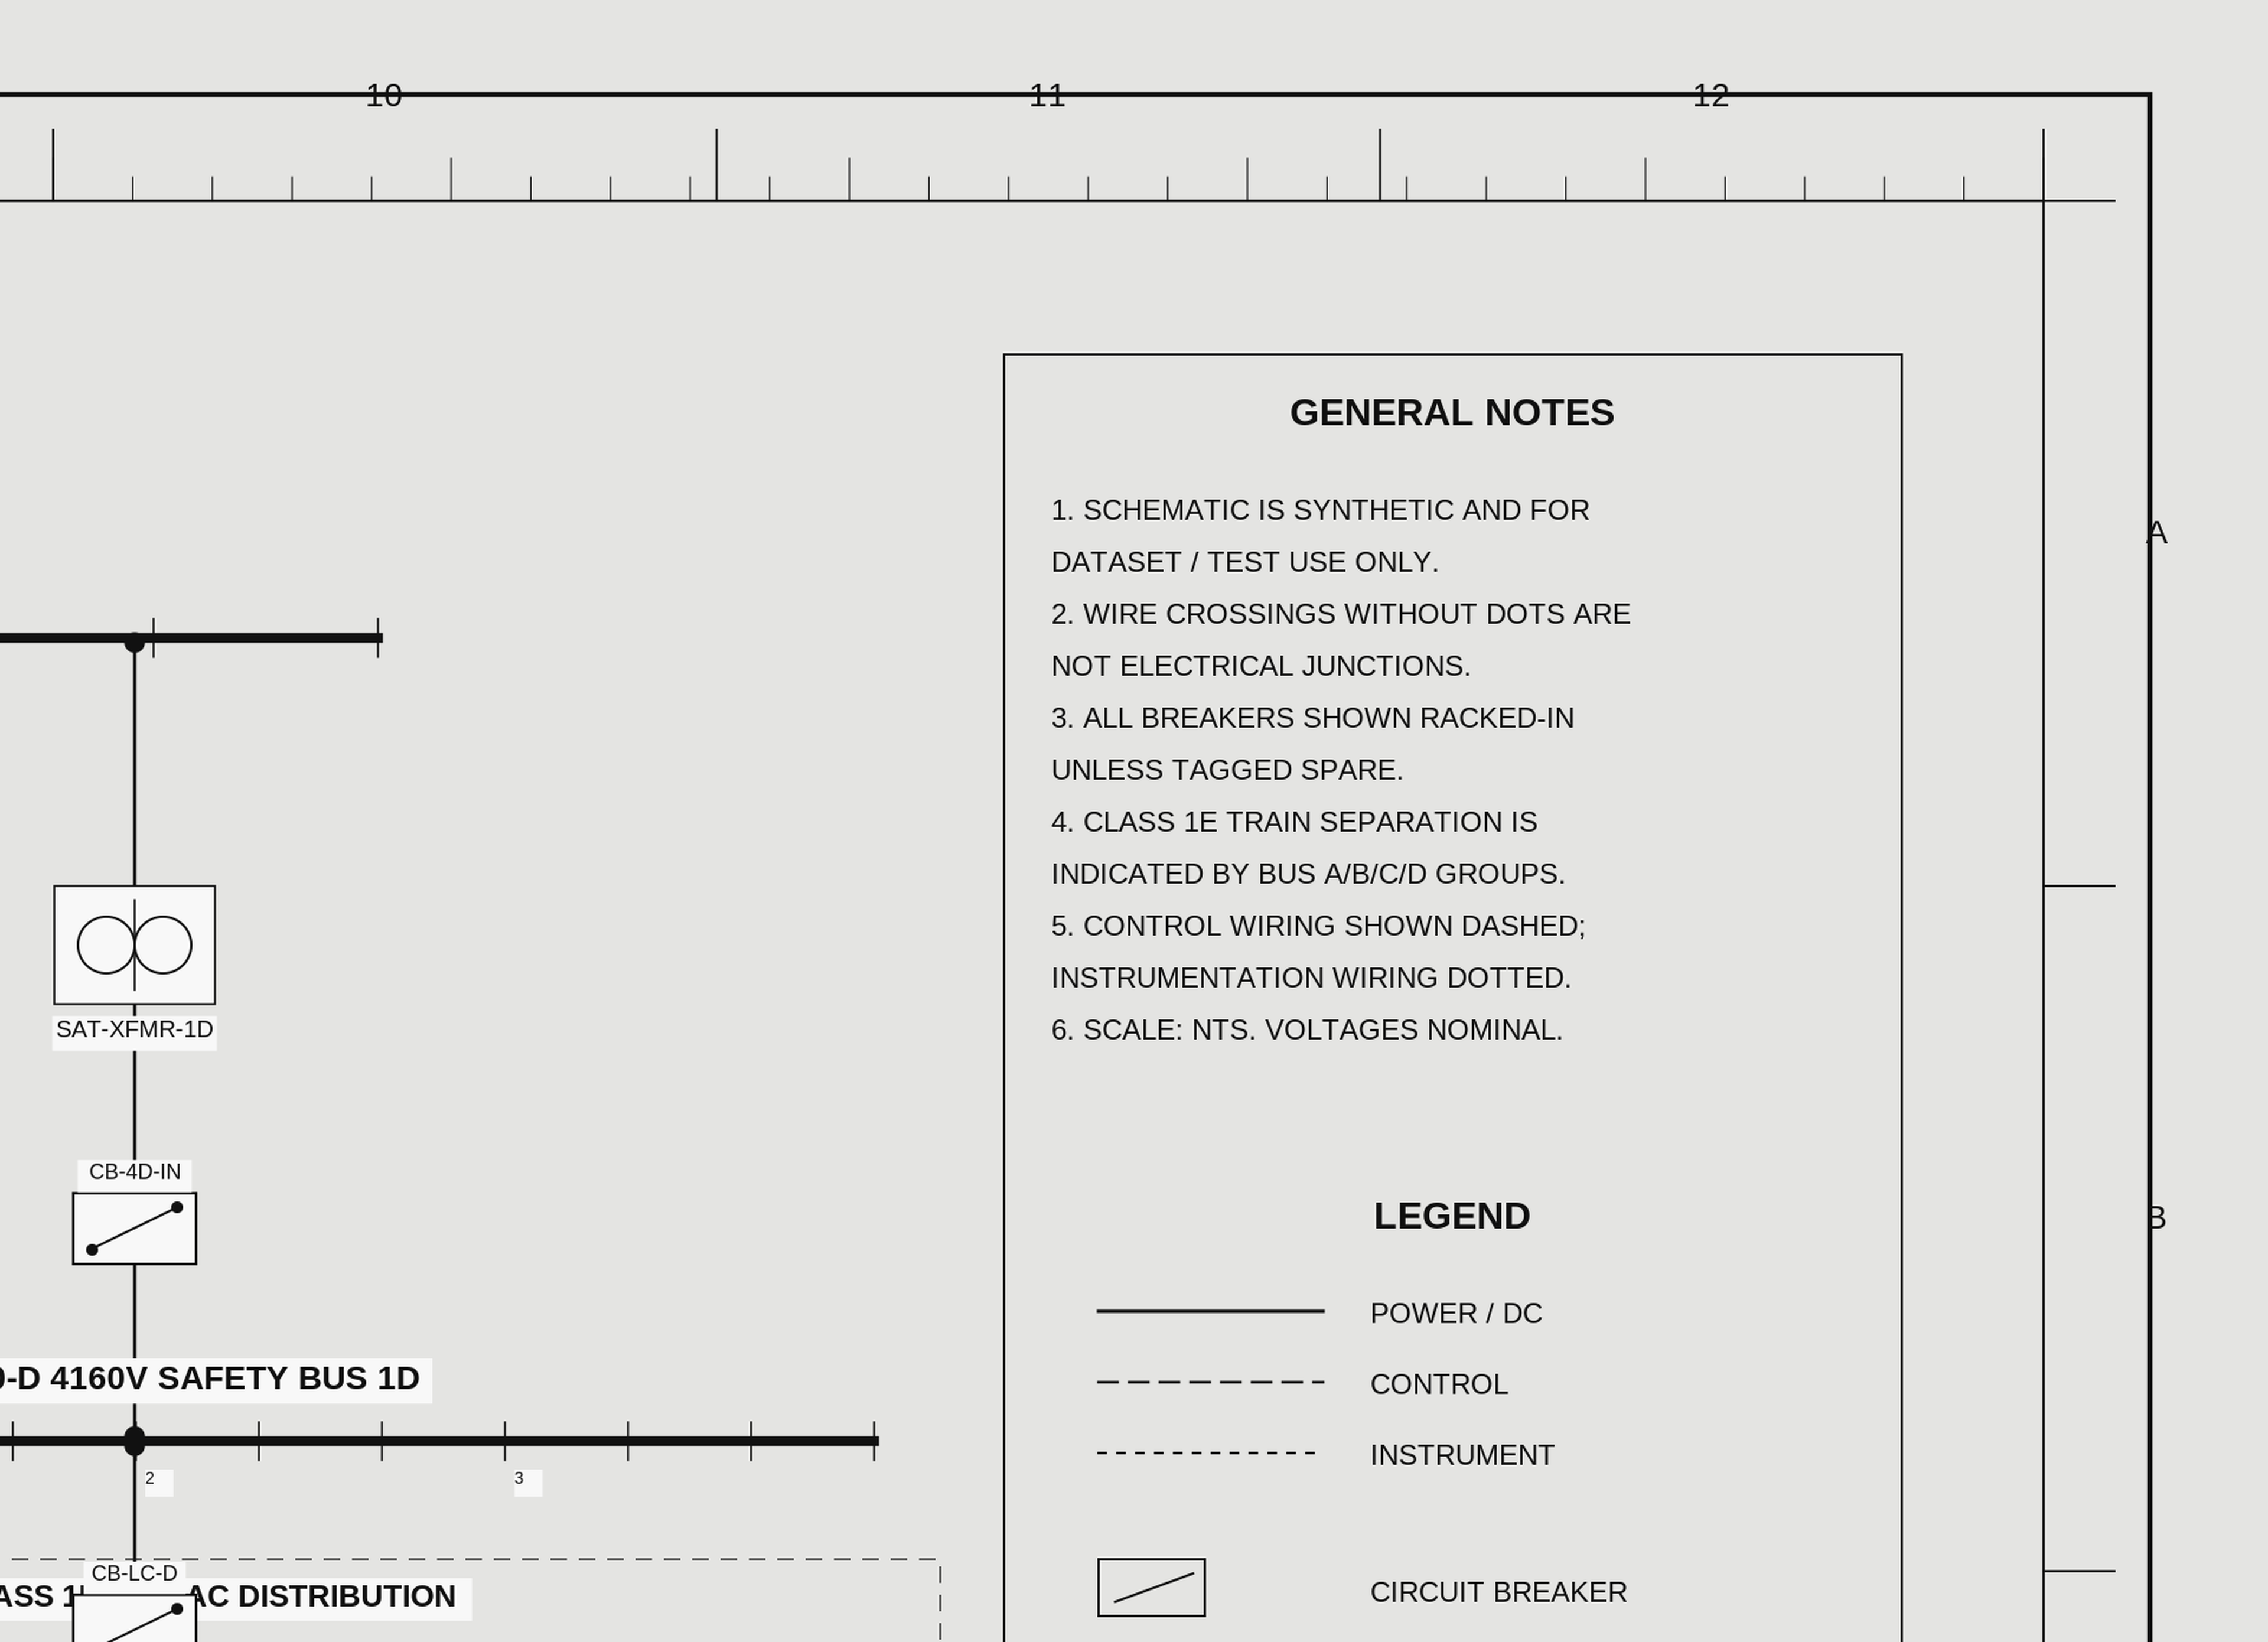 10
11
12
GENERAL NOTES
1. SCHEMATIC IS SYNTHETIC AND FOR
DATASET / TEST USE ONLY.
2. WIRE CROSSINGS WITHOUT DOTS ARE
NOT ELECTRICAL JUNCTIONS.
3. ALL BREAKERS SHOWN RACKED-IN
UNLESS TAGGED SPARE.
4. CLASS 1E TRAIN SEPARATION IS
INDICATED BY BUS A/B/C/D GROUPS.
5. CONTROL WIRING SHOWN DASHED;
INSTRUMENTATION WIRING DOTTED.
6. SCALE: NTS. VOLTAGES NOMINAL.
LEGEND
POWER / DC
CONTROL
INSTRUMENT
CIRCUIT BREAKER
A
B
SAT-XFMR-1D
CB-4D-IN
-D 4160V SAFETY BUS 1D
2
3
CB-LC-D
AC DISTRIBUTION